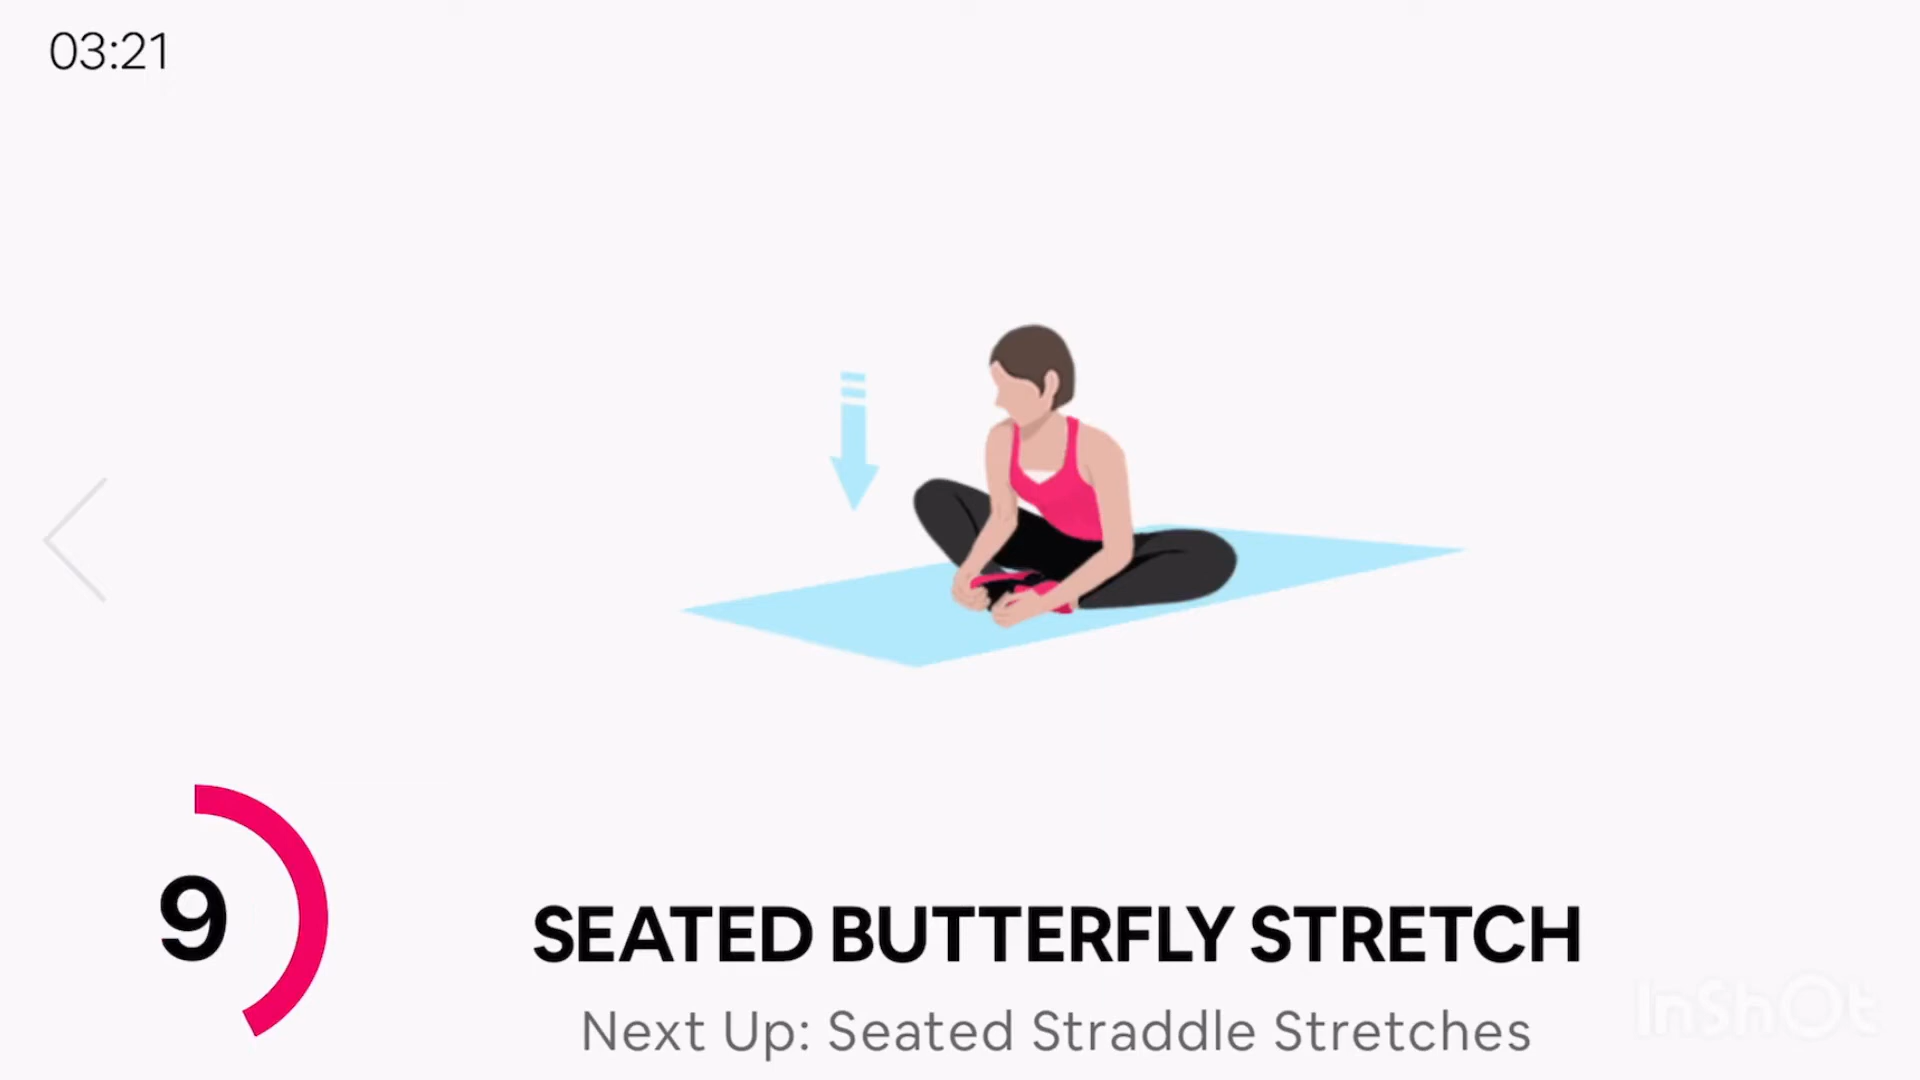 03:21
9
SEATED BUTTERFLY STRETCH
Next Up: Seated Straddle Stretches
InShOt